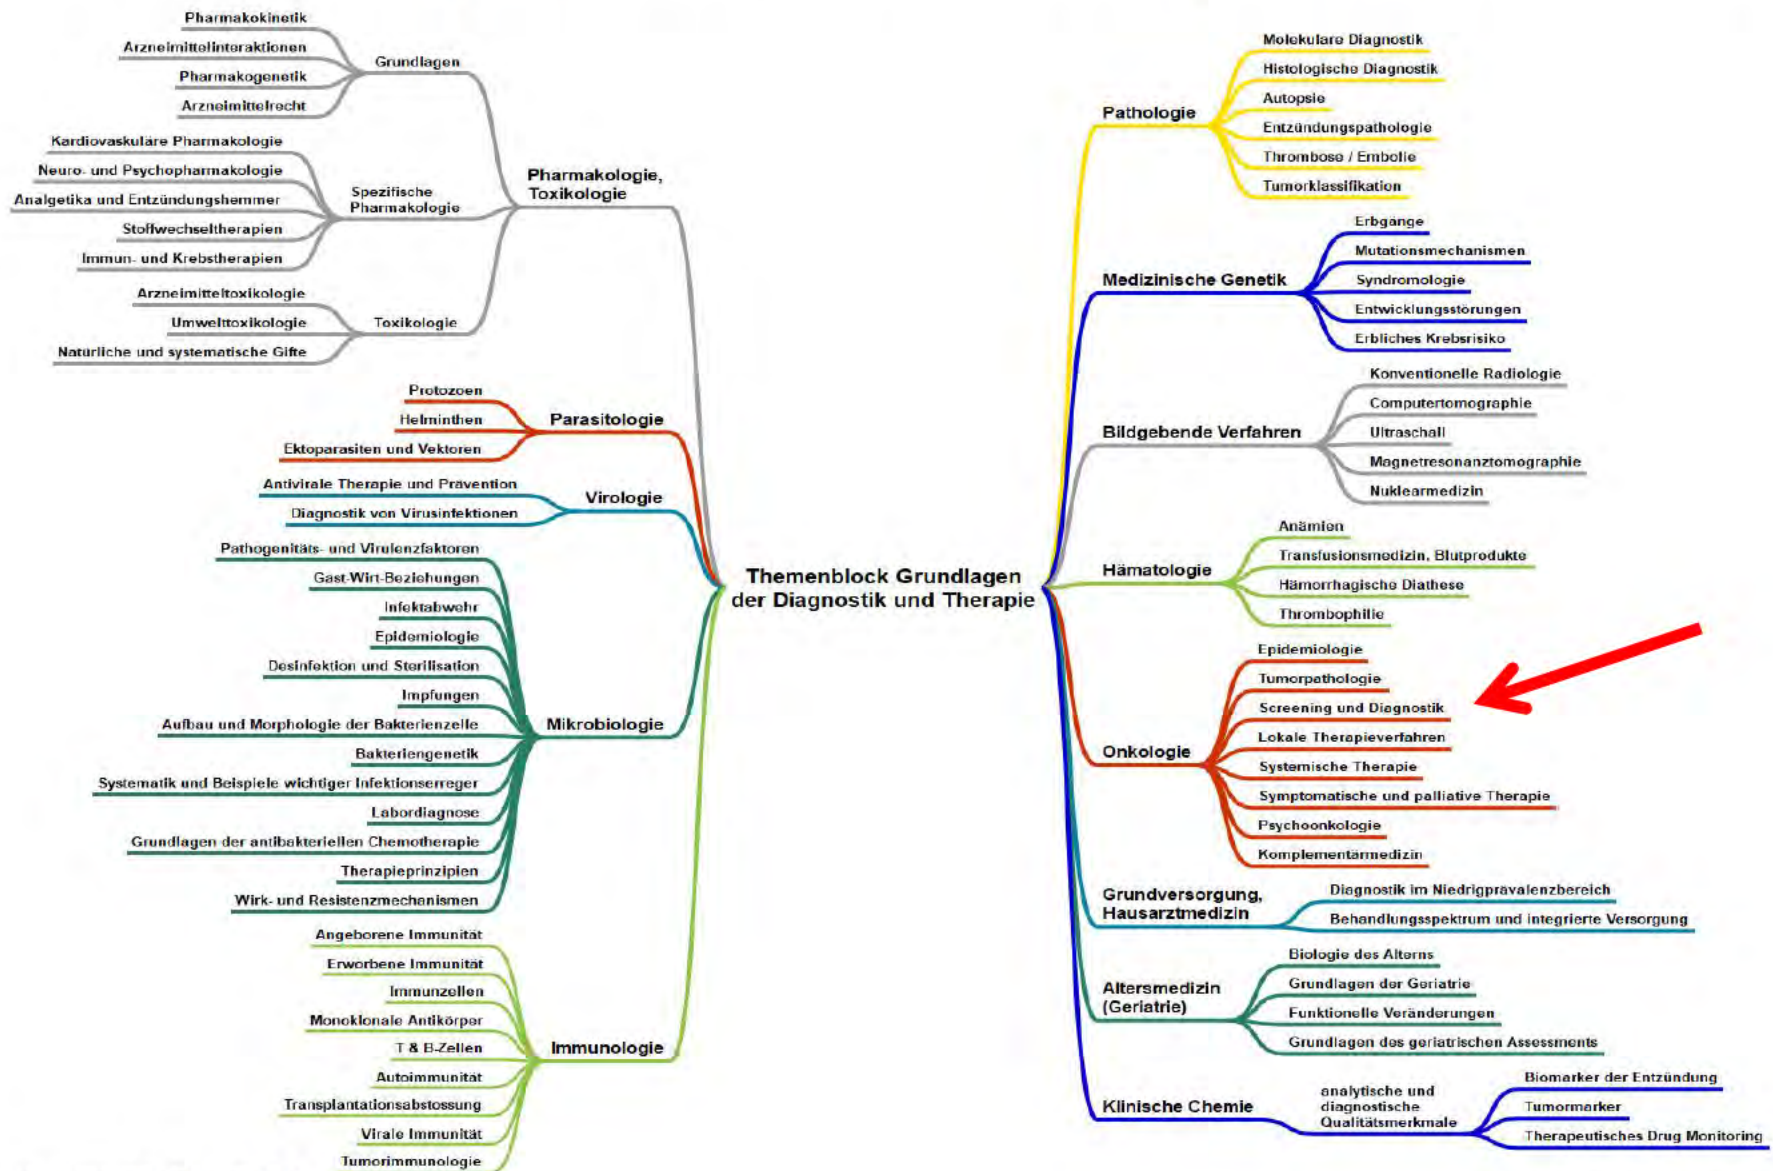 Pharmakokinetik
Arzneimittelinteraktionen
Pharmakogenetik
Arzneimittelrecht
Grundlagen
Kardiovaskuläre Pharmakologie
Neuro- und Psychopharmakologie
Analgetika und Entzündungshemmer
Stoffwechseltherapien
Immun- und Krebstherapien
Spezifische
Pharmakologie
Arzneimitteltoxikologie
Umwelttoxikologie
Natürliche und systematische Gifte
Toxikologie
Pharmakologie,
Toxikologie
Protozoen
Helminthen
Ektoparasiten und Vektoren
Parasitologie
Antivirale Therapie und Prävention
Diagnostik von Virusinfektionen
Virologie
Pathogenitäts- und Virulenzfaktoren
Gast-Wirt-Beziehungen
Infektabwehr
Epidemiologie
Desinfektion und Sterilisation
Impfungen
Aufbau und Morphologie der Bakterienzelle
Bakteriengenetik
Systematik und Beispiele wichtiger Infektionserreger
Labordiagnose
Grundlagen der antibakteriellen Chemotherapie
Therapieprinzipien
Wirk- und Resistenzmechanismen
Mikrobiologie
Angeborene Immunität
Erworbene Immunität
Immunzellen
Monoklonale Antikörper
T & B-Zellen
Autoimmunität
Transplantationsabstossung
Virale Immunität
Tumorimmunologie
Immunologie
Themenblock Grundlagen
der Diagnostik und Therapie
Pathologie
Molekulare Diagnostik
Histologische Diagnostik
Autopsie
Entzündungspathologie
Thrombose / Embolie
Tumorklassifikation
Medizinische Genetik
Erbgänge
Mutationsmechanismen
Syndromologie
Entwicklungsstörungen
Erbliches Krebsrisiko
Bildgebende Verfahren
Konventionelle Radiologie
Computertomographie
Ultraschall
Magnetresonanztomographie
Nuklearmedizin
Hämatologie
Anämien
Transfusionsmedizin, Blutprodukte
Hämorrhagische Diathese
Thrombophilie
Onkologie
Epidemiologie
Tumorpathologie
Screening und Diagnostik
Lokale Therapieverfahren
Systemische Therapie
Symptomatische und palliative Therapie
Psychoonkologie
Komplementärmedizin
Grundversorgung,
Hausarztmedizin
Diagnostik im Niedrigprävalenzbereich
Behandlungsspektrum und integrierte Versorgung
Altersmedizin
(Geriatrie)
Biologie des Alterns
Grundlagen der Geriatrie
Funktionelle Veränderungen
Grundlagen des geriatrischen Assessments
Klinische Chemie
analytische und
diagnostische
Qualitätsmerkmale
Biomarker der Entzündung
Tumormarker
Therapeutisches Drug Monitoring